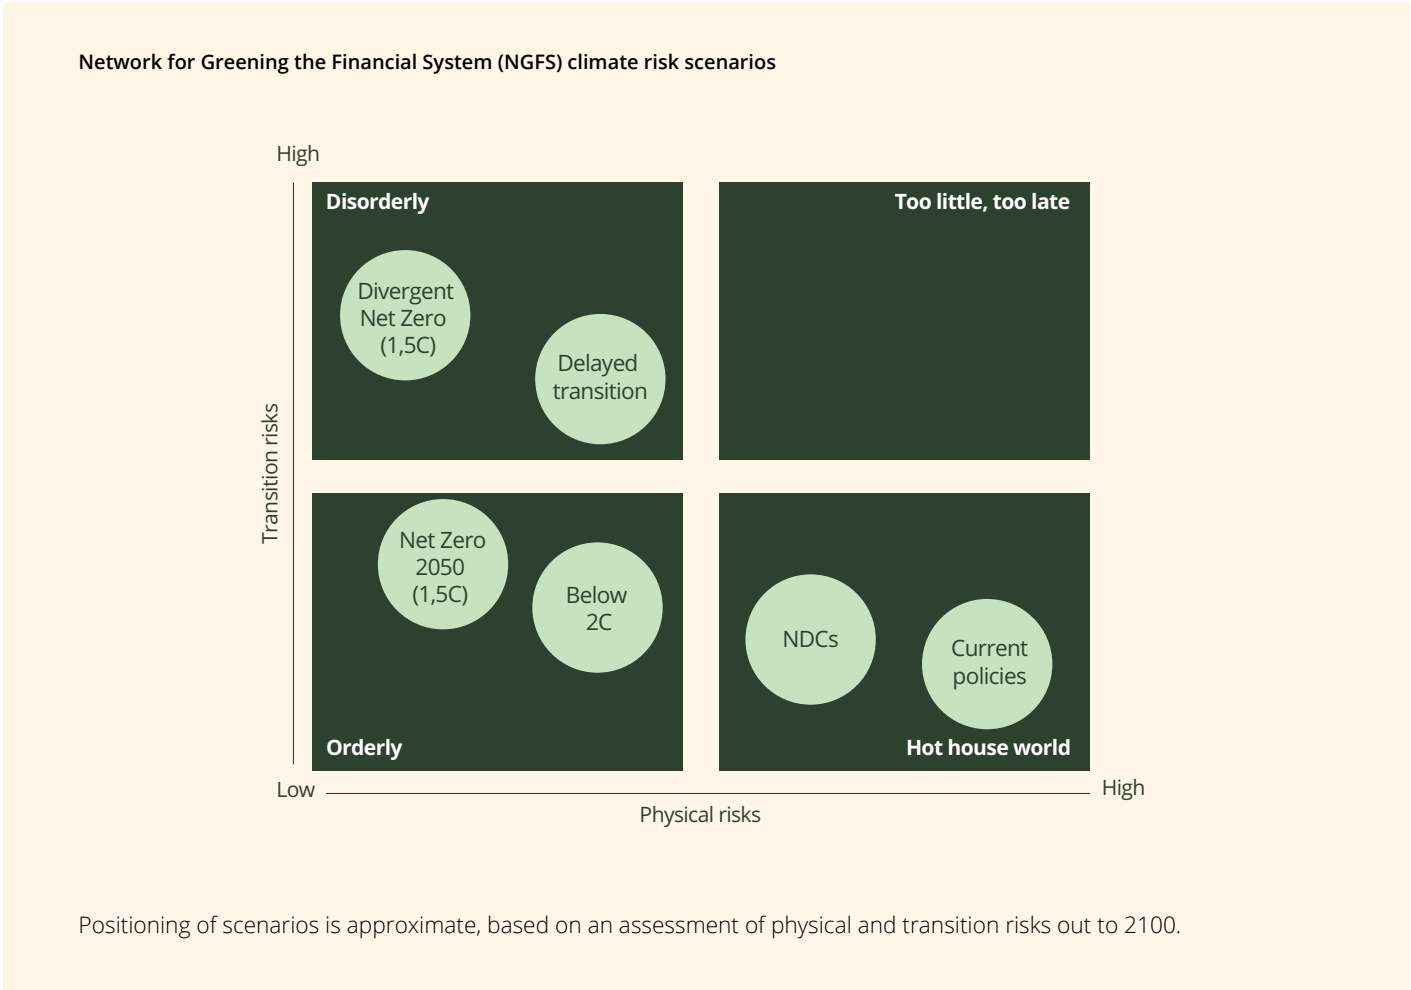 Network for Greening the Financial System (NGFS) climate risk scenarios
High
Disorderly
Too little, too late
Divergent
Net Zero
(1,5C)
Delayed
transition
Transition risks
Net Zero
2050
(1,5C)
Below
2C
NDCs
Current
policies
Orderly
Hot house world
Low
High
Physical risks
Positioning of scenarios is approximate, based on an assessment of physical and transition risks out to 2100.